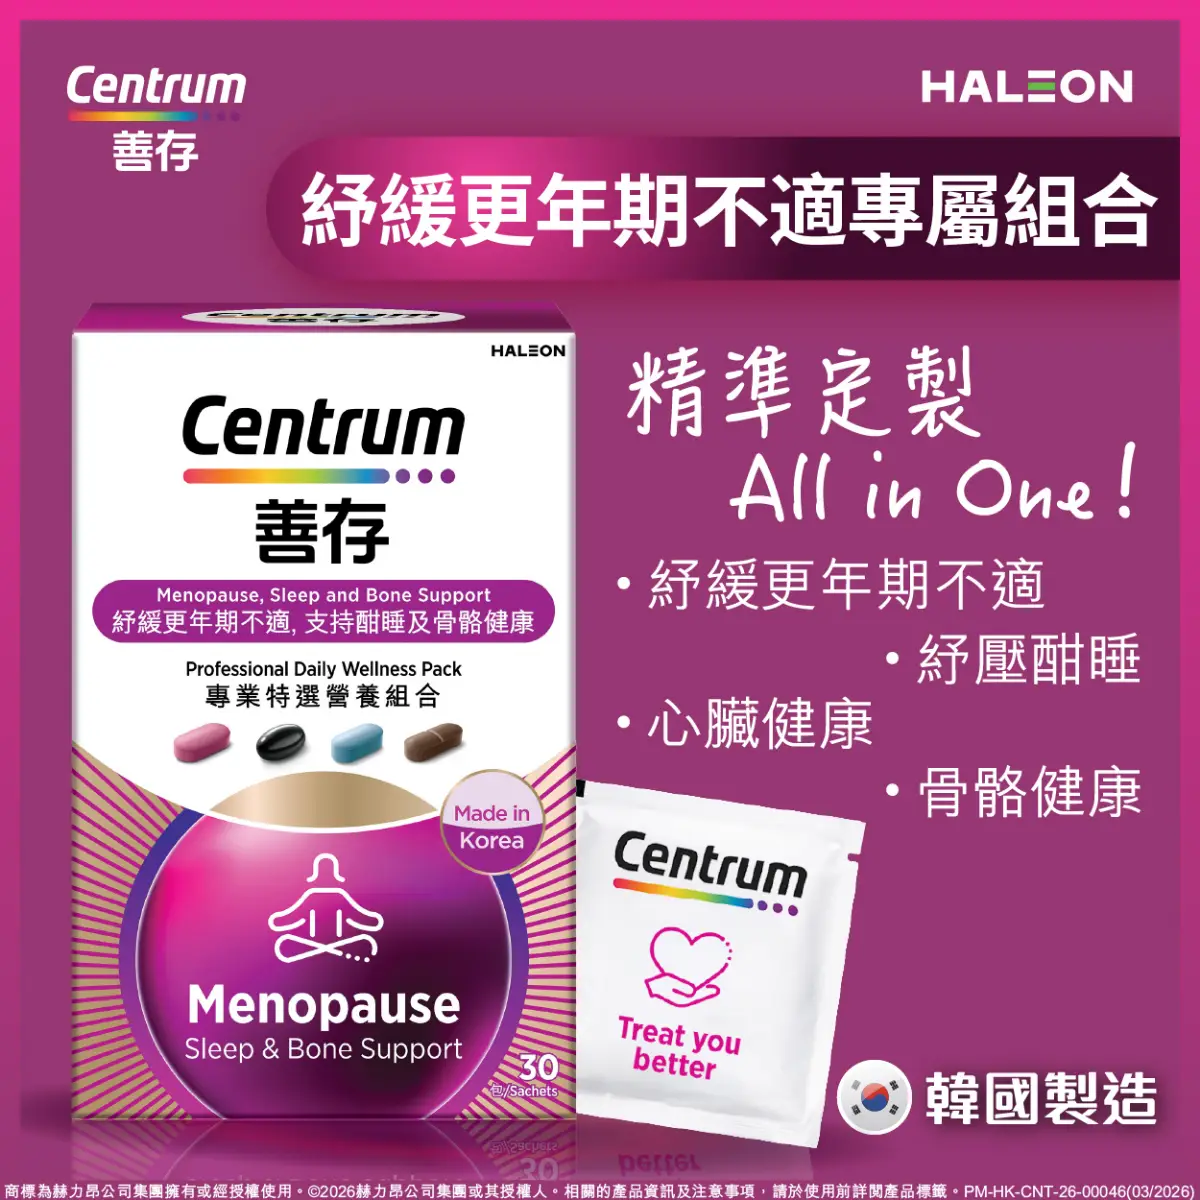 Centrum
善存
HALEON
紓緩更年期不適專屬組合
HALEON
Centrum
善存
Menopause, Sleep and Bone Support
紓緩更年期不適, 支持酣睡及骨骼健康
Professional Daily Wellness Pack
專業特選營養組合
Made in
Korea
Menopause
Sleep & Bone Support
30
包/Sachets
精準定製
All in One!
• 紓緩更年期不適
• 紓壓酣睡
• 心臟健康
• 骨骼健康
Centrum
Treat you
better
韓國製造
商標為赫力昂公司集團擁有或經授權使用。©2026赫力昂公司集團或其授權人。相關的產品資訊及注意事項，請於使用前詳閱產品標籤。PM-HK-CNT-26-00046(03/2026)